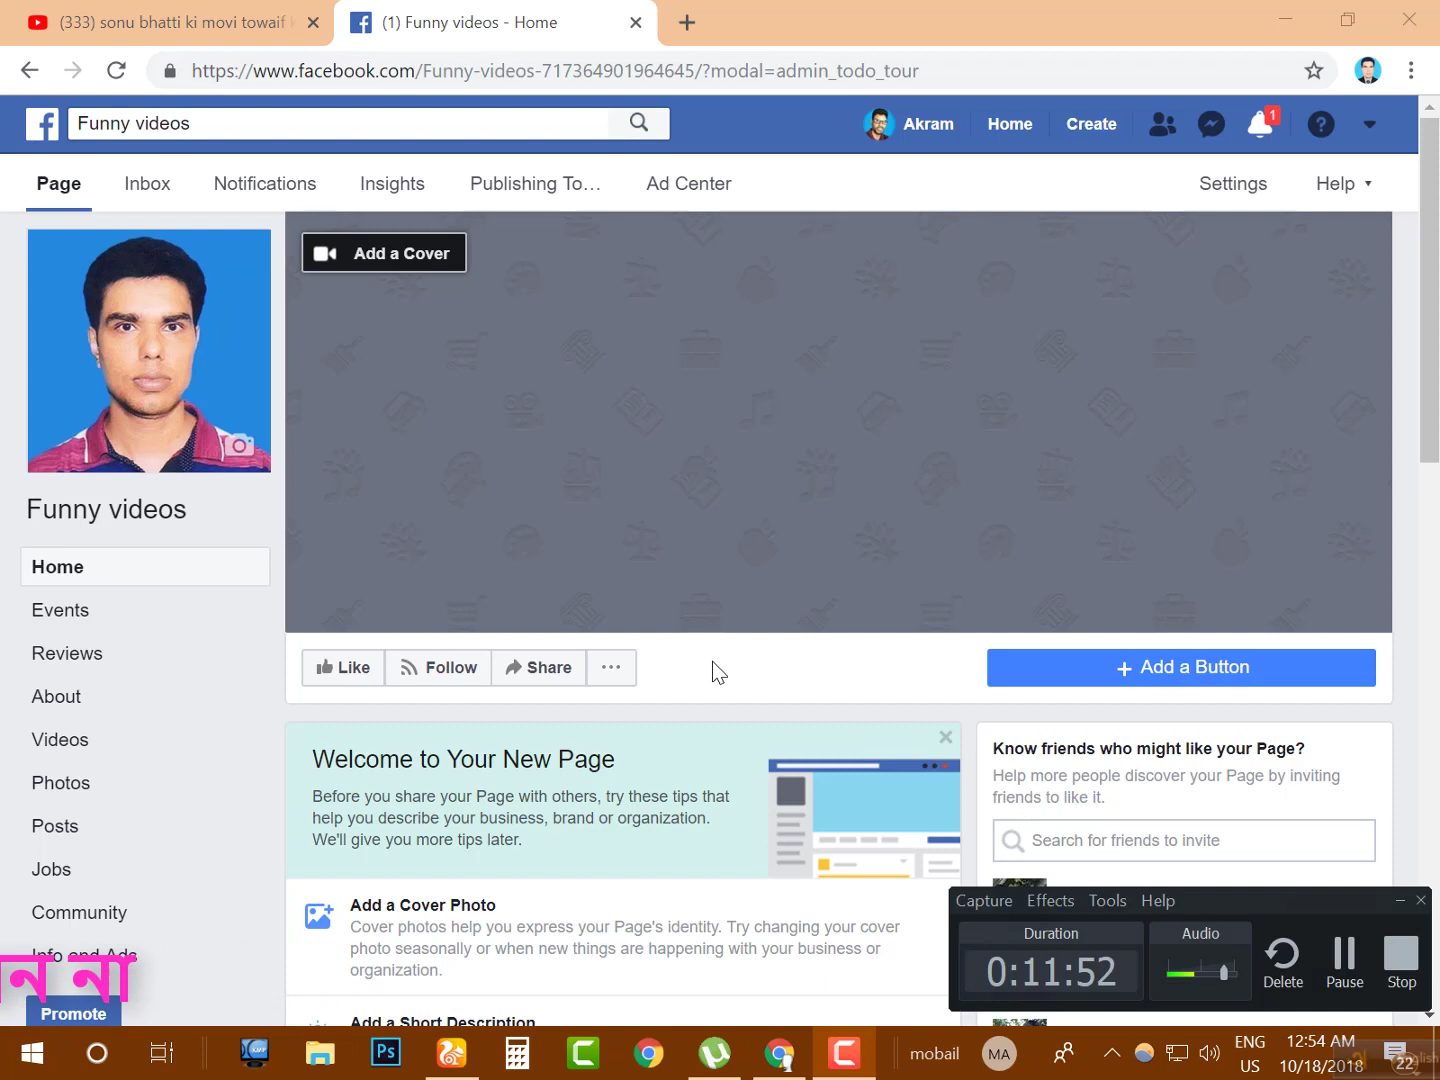 (333) sonu bhatti ki movi towaif
(1) Funny videos - Home
https://www.facebook.com/Funny-videos-717364901964645/?modal=admin_todo_tour
Funny videos
Akram
Home
Create
1
Page
Inbox
Notifications
Insights
Publishing To...
Ad Center
Settings
Help
Add a Cover
Funny videos
Home
Events
Reviews
About
Videos
Photos
Posts
Jobs
Community
Info and Ads
Promote
ন না
Like
Follow
Share
Add a Button
Welcome to Your New Page
Before you share your Page with others, try these tips that
help you describe your business, brand or organization.
We'll give you more tips later.
Add a Cover Photo
Cover photos help you express your Page's identity. Try changing your cover
photo seasonally or when new things are happening with your business or
organization.
Add a Short Description
Know friends who might like your Page?
Help more people discover your Page by inviting
friends to like it.
Search for friends to invite
Capture Effects Tools Help
Duration
0:11:52
Audio
Delete
Pause
Stop
Ps
mobail
MA
ENG
US
12:54 AM
10/18/2018
22